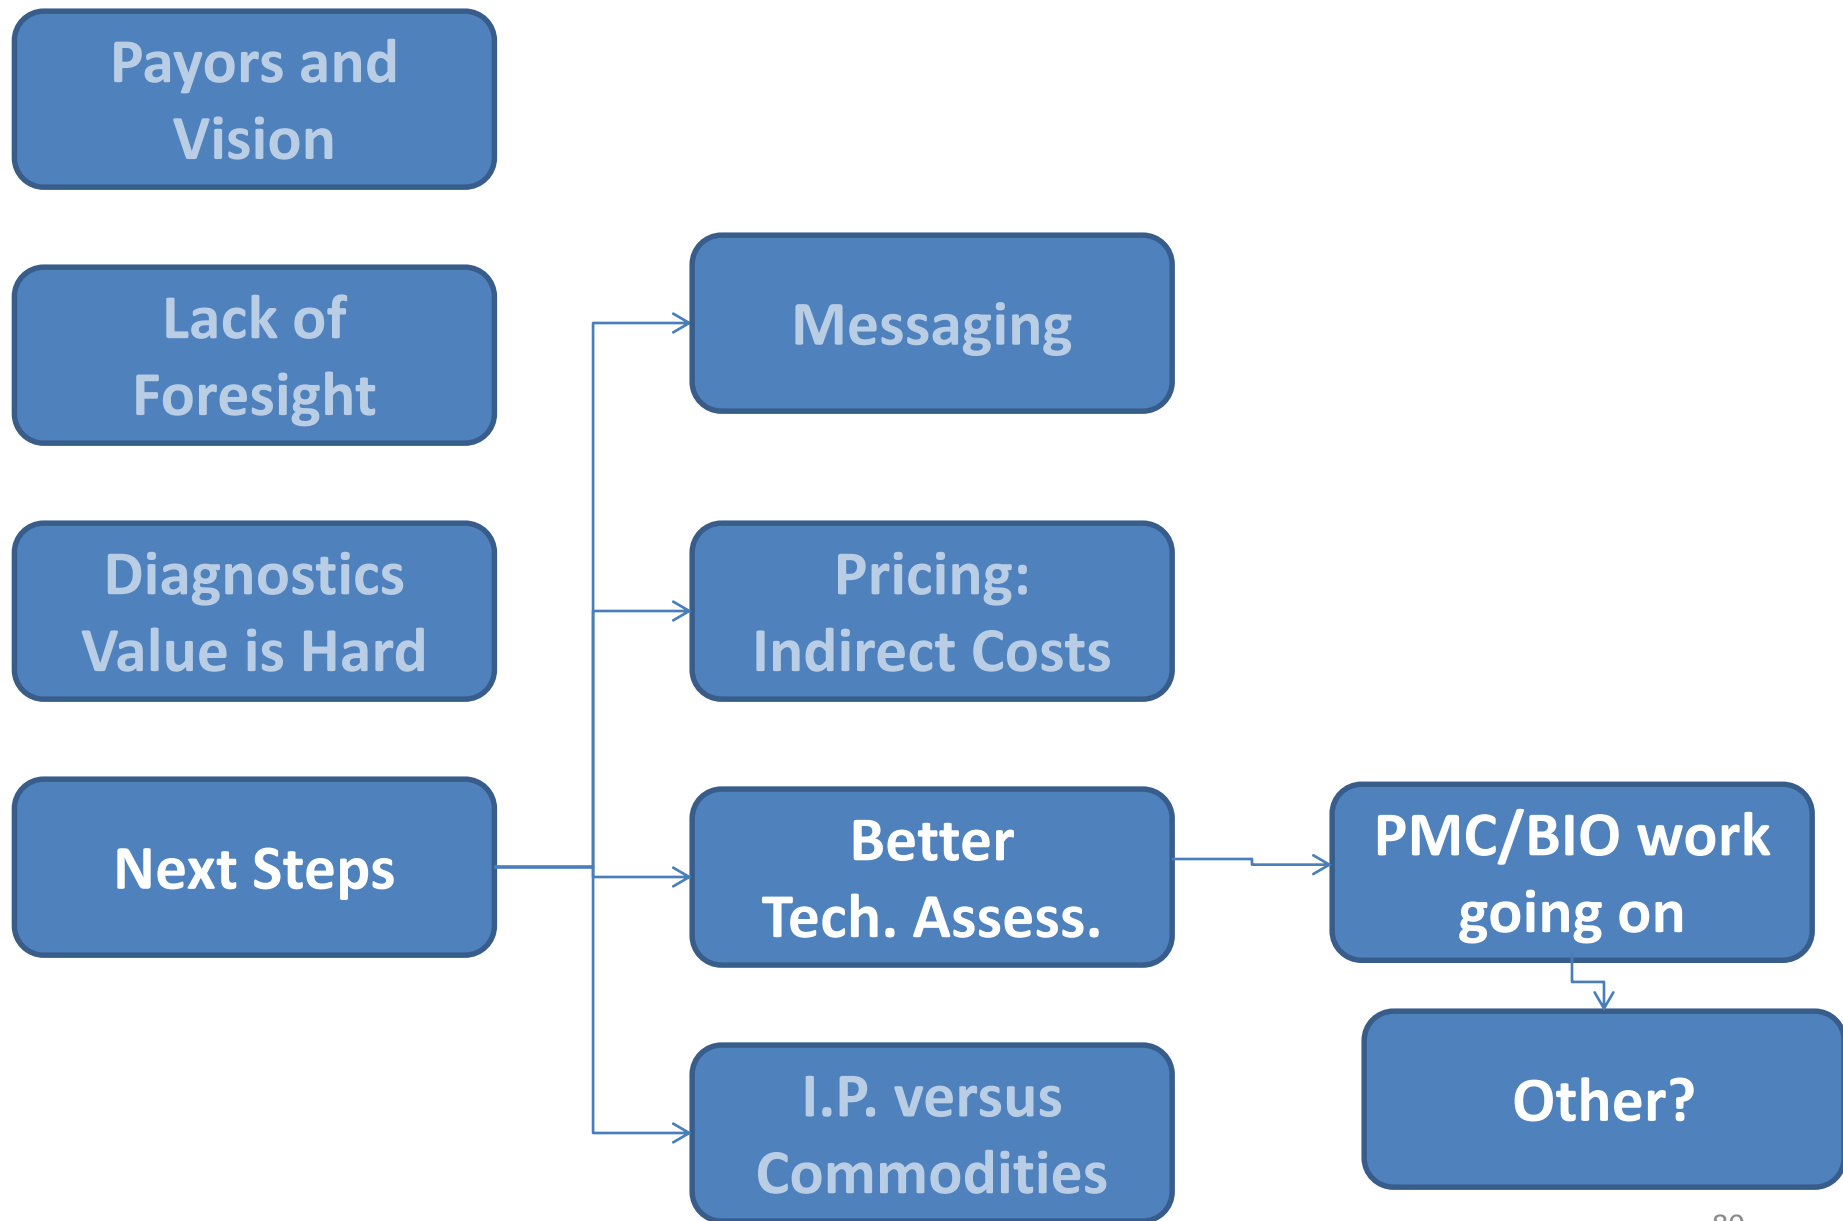 Payors and
Vision
Lack of
Foresight
Diagnostics
Value is Hard
Next Steps
Messaging
Pricing:
Indirect Costs
Better
Tech. Assess.
I.P. versus
Commodities
PMC/BIO work
going on
Other?